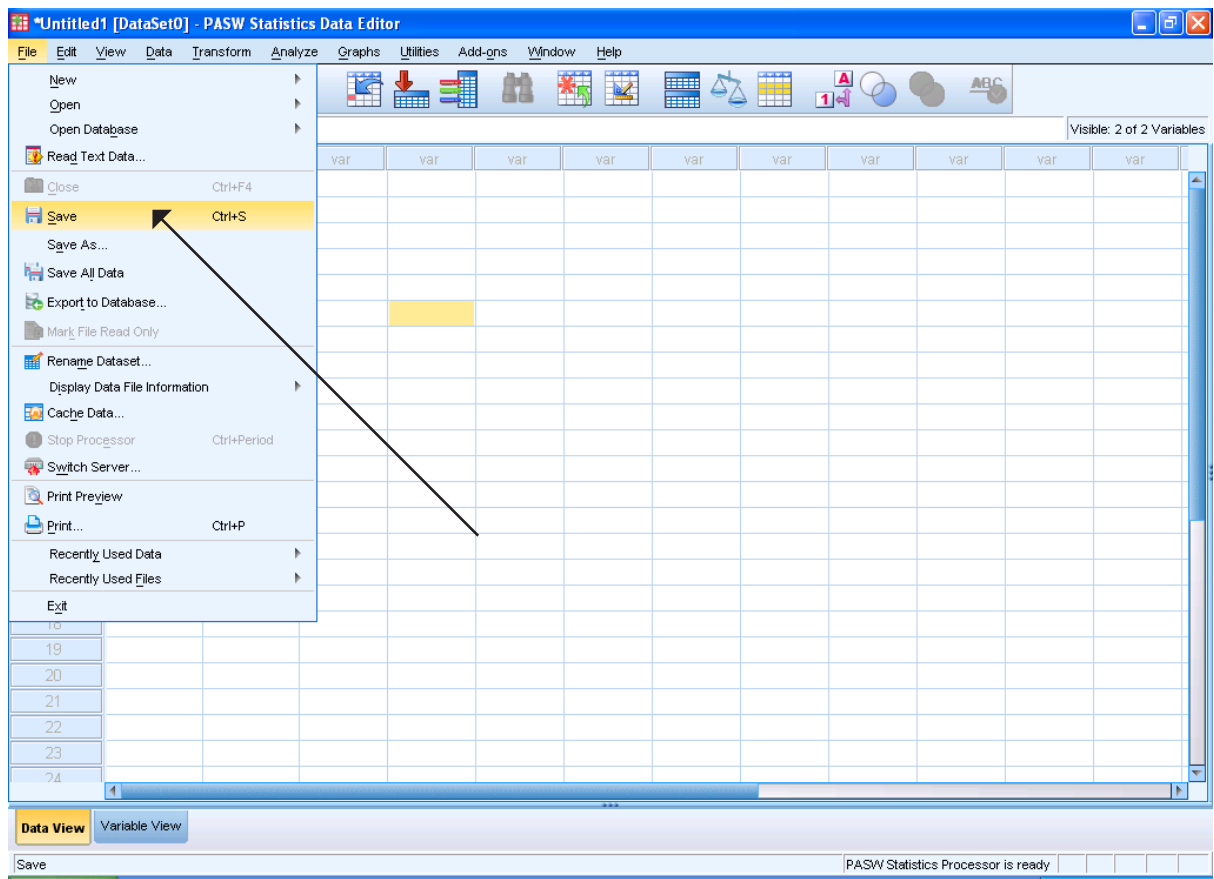 *Untitled1 [DataSet0] - PASW Statistics Data Editor
File Edit View Data Transform Analyze Graphs Utilities Add-ons Window Help
New
Open
Open Database
Read Text Data...
Close Ctrl+F4
Save Ctrl+S
Save As...
Save All Data
Export to Database...
Mark File Read Only
Rename Dataset...
Display Data File Information
Cache Data...
Stop Processor Ctrl+Period
Switch Server...
Print Preview
Print... Ctrl+P
Recently Used Data
Recently Used Files
Exit
A
1
ABC
Visible: 2 of 2 Variables
var var var var var var var var var var
18
19
20
21
22
23
24
Data View Variable View
Save PASW Statistics Processor is ready